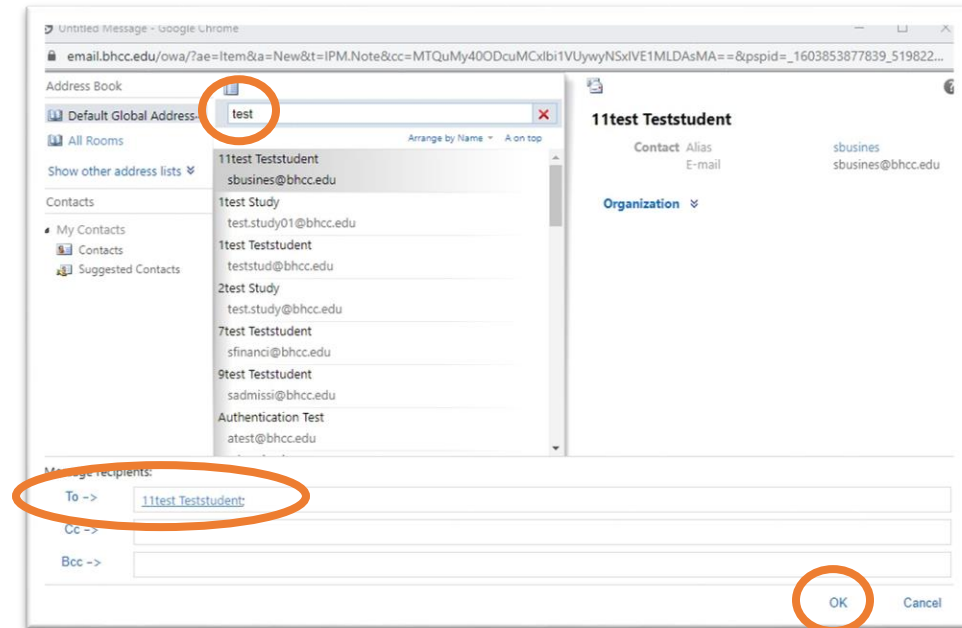 Untitled Message - Google Chrome
email.bhcc.edu/owa/?ae=Item&a=New&t=IPM.Note&cc=MTQuMy40ODcuMCxlbi1VUywyNSxIVE1MLDAsMA==&pspid=_1603853877839_519822...
Address Book
Default Global Address
All Rooms
Show other address lists
Contacts
My Contacts
Contacts
Suggested Contacts
test
Arrange by Name A on top
11test Teststudent
sbusines@bhcc.edu
1test Study
test.study01@bhcc.edu
1test Teststudent
teststud@bhcc.edu
2test Study
test.study@bhcc.edu
7test Teststudent
sfinanci@bhcc.edu
9test Teststudent
sadmissi@bhcc.edu
Authentication Test
atest@bhcc.edu
11test Teststudent
Contact Alias sbusines
E-mail sbusines@bhcc.edu
Organization
Message recipients:
To -> 11test Teststudent;
Cc ->
Bcc ->
OK Cancel